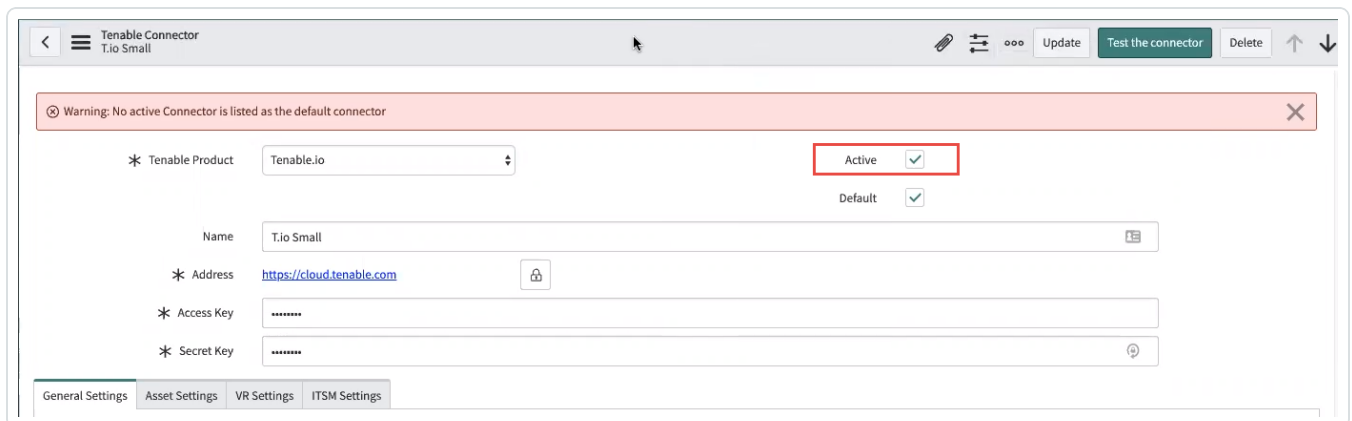 Tenable Connector
T.io Small
Update
Test the connector
Delete
Warning: No active Connector is listed as the default connector
Tenable Product
Tenable.io
Active
Default
Name
T.io Small
Address
https://cloud.tenable.com
Access Key
••••••••
Secret Key
••••••••
General Settings
Asset Settings
VR Settings
ITSM Settings